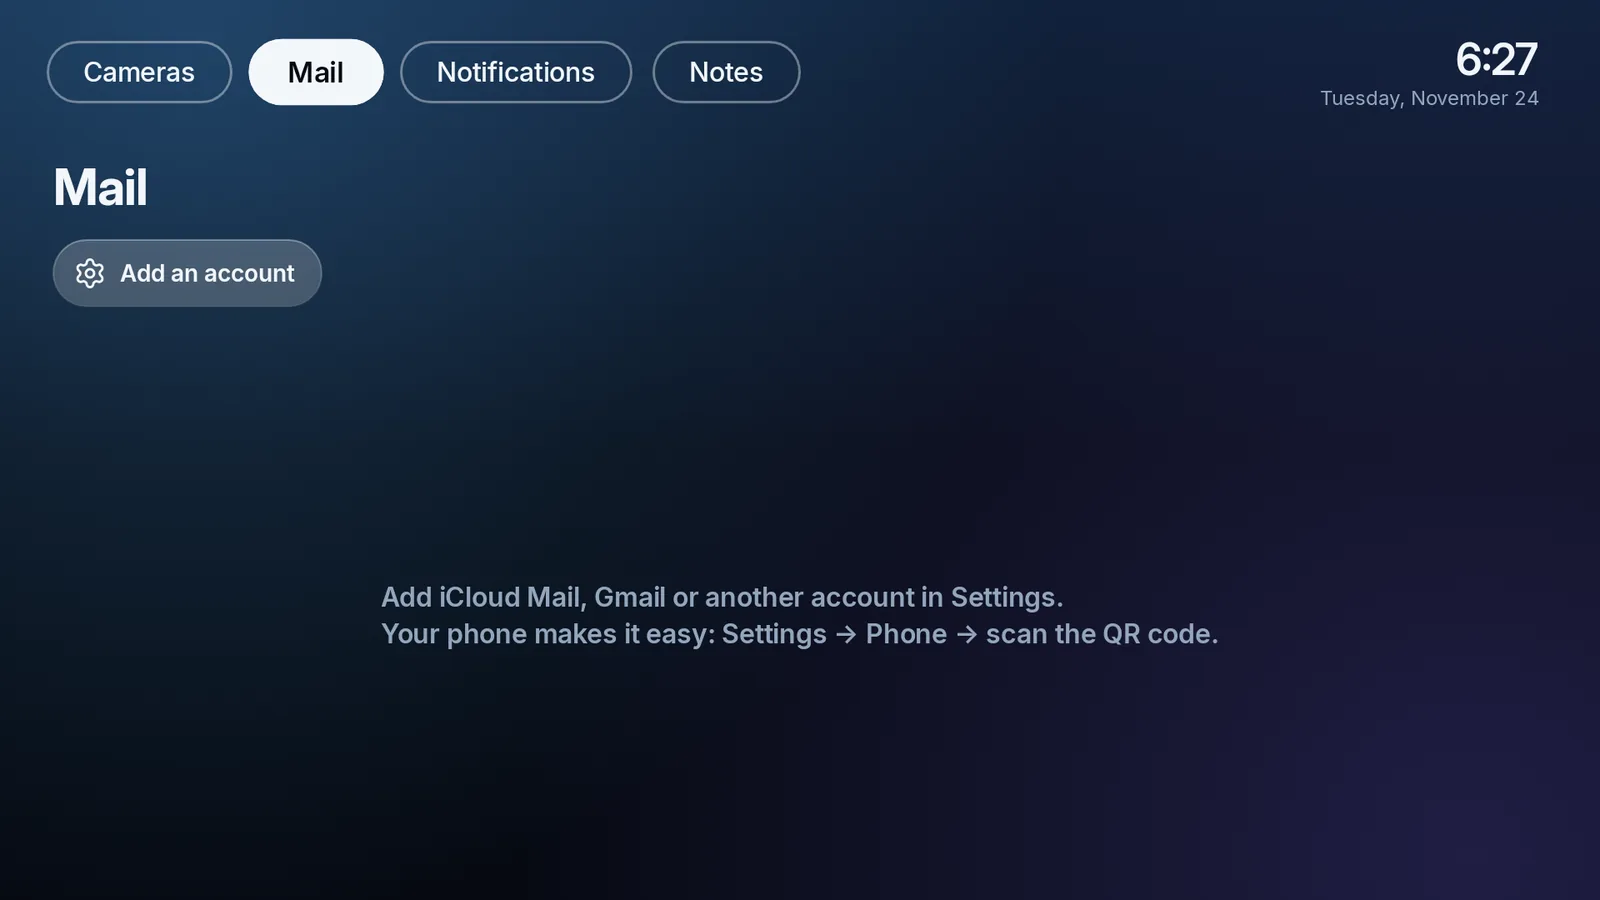 Cameras
Mail
Notifications
Notes
6:27
Tuesday, November 24
Mail
Add an account
Add iCloud Mail, Gmail or another account in Settings.
Your phone makes it easy: Settings → Phone → scan the QR code.